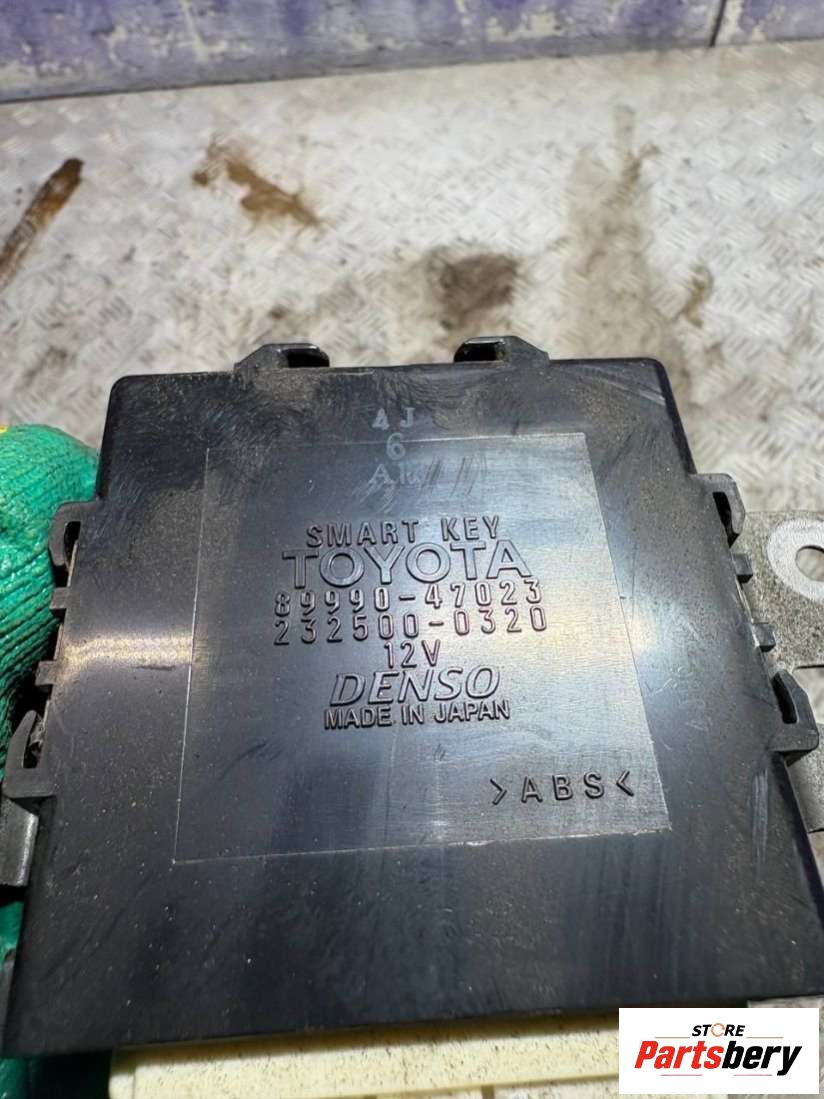 4J
6
SMART KEY
TOYOTA
89990-47023
232500-0320
12V
DENSO
MADE IN JAPAN
>ABS<
STORE
Partsbery